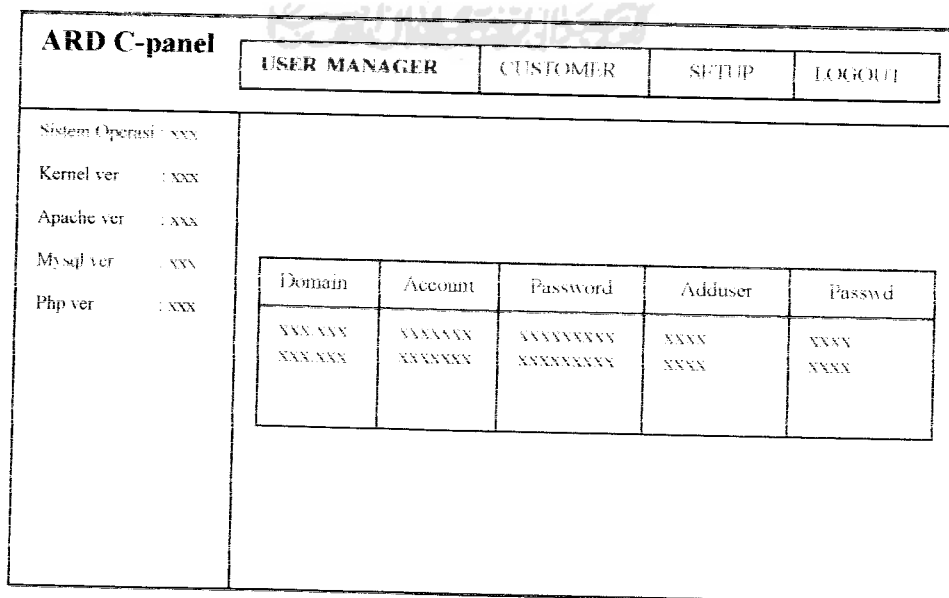 ARD C-panel
USER MANAGER CUSTOMER SETUP LOGOUT
Sistem Operasi : xxx
Kernel ver : xxx
Apache ver : xxx
Mysql ver : xxx
Php ver : xxx
Domain Account Password Adduser Passwd
xxx.xxx xxxxxxx xxxxxxxxx xxxx xxxx
xxx.xxx xxxxxxx xxxxxxxxx xxxx xxxx